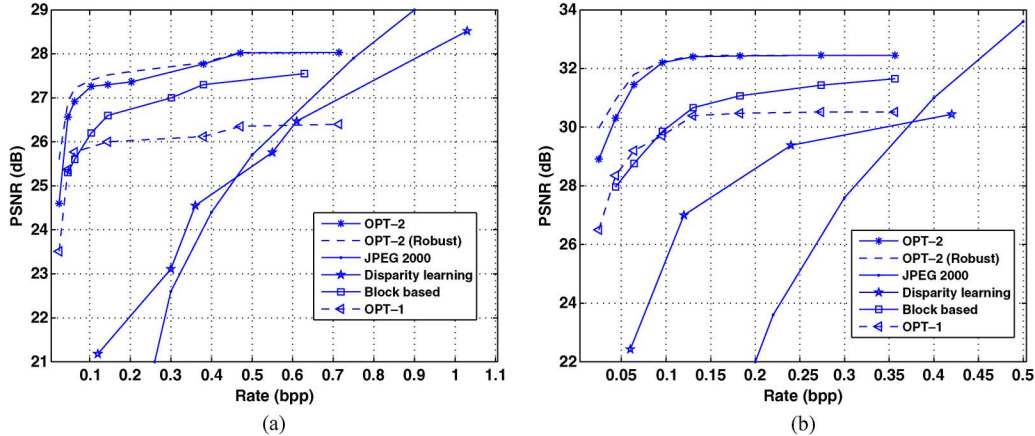 29
28
27
26
25
24
23
22
21
PSNR (dB)
OPT–2
OPT–2 (Robust)
JPEG 2000
Disparity learning
Block based
OPT–1
0.1 0.2 0.3 0.4 0.5 0.6 0.7 0.8 0.9 1 1.1
Rate (bpp)
(a)
34
32
30
28
26
24
22
PSNR (dB)
OPT–2
OPT–2 (Robust)
JPEG 2000
Disparity learning
Block based
OPT–1
0.05 0.1 0.15 0.2 0.25 0.3 0.35 0.4 0.45 0.5
Rate (bpp)
(b)